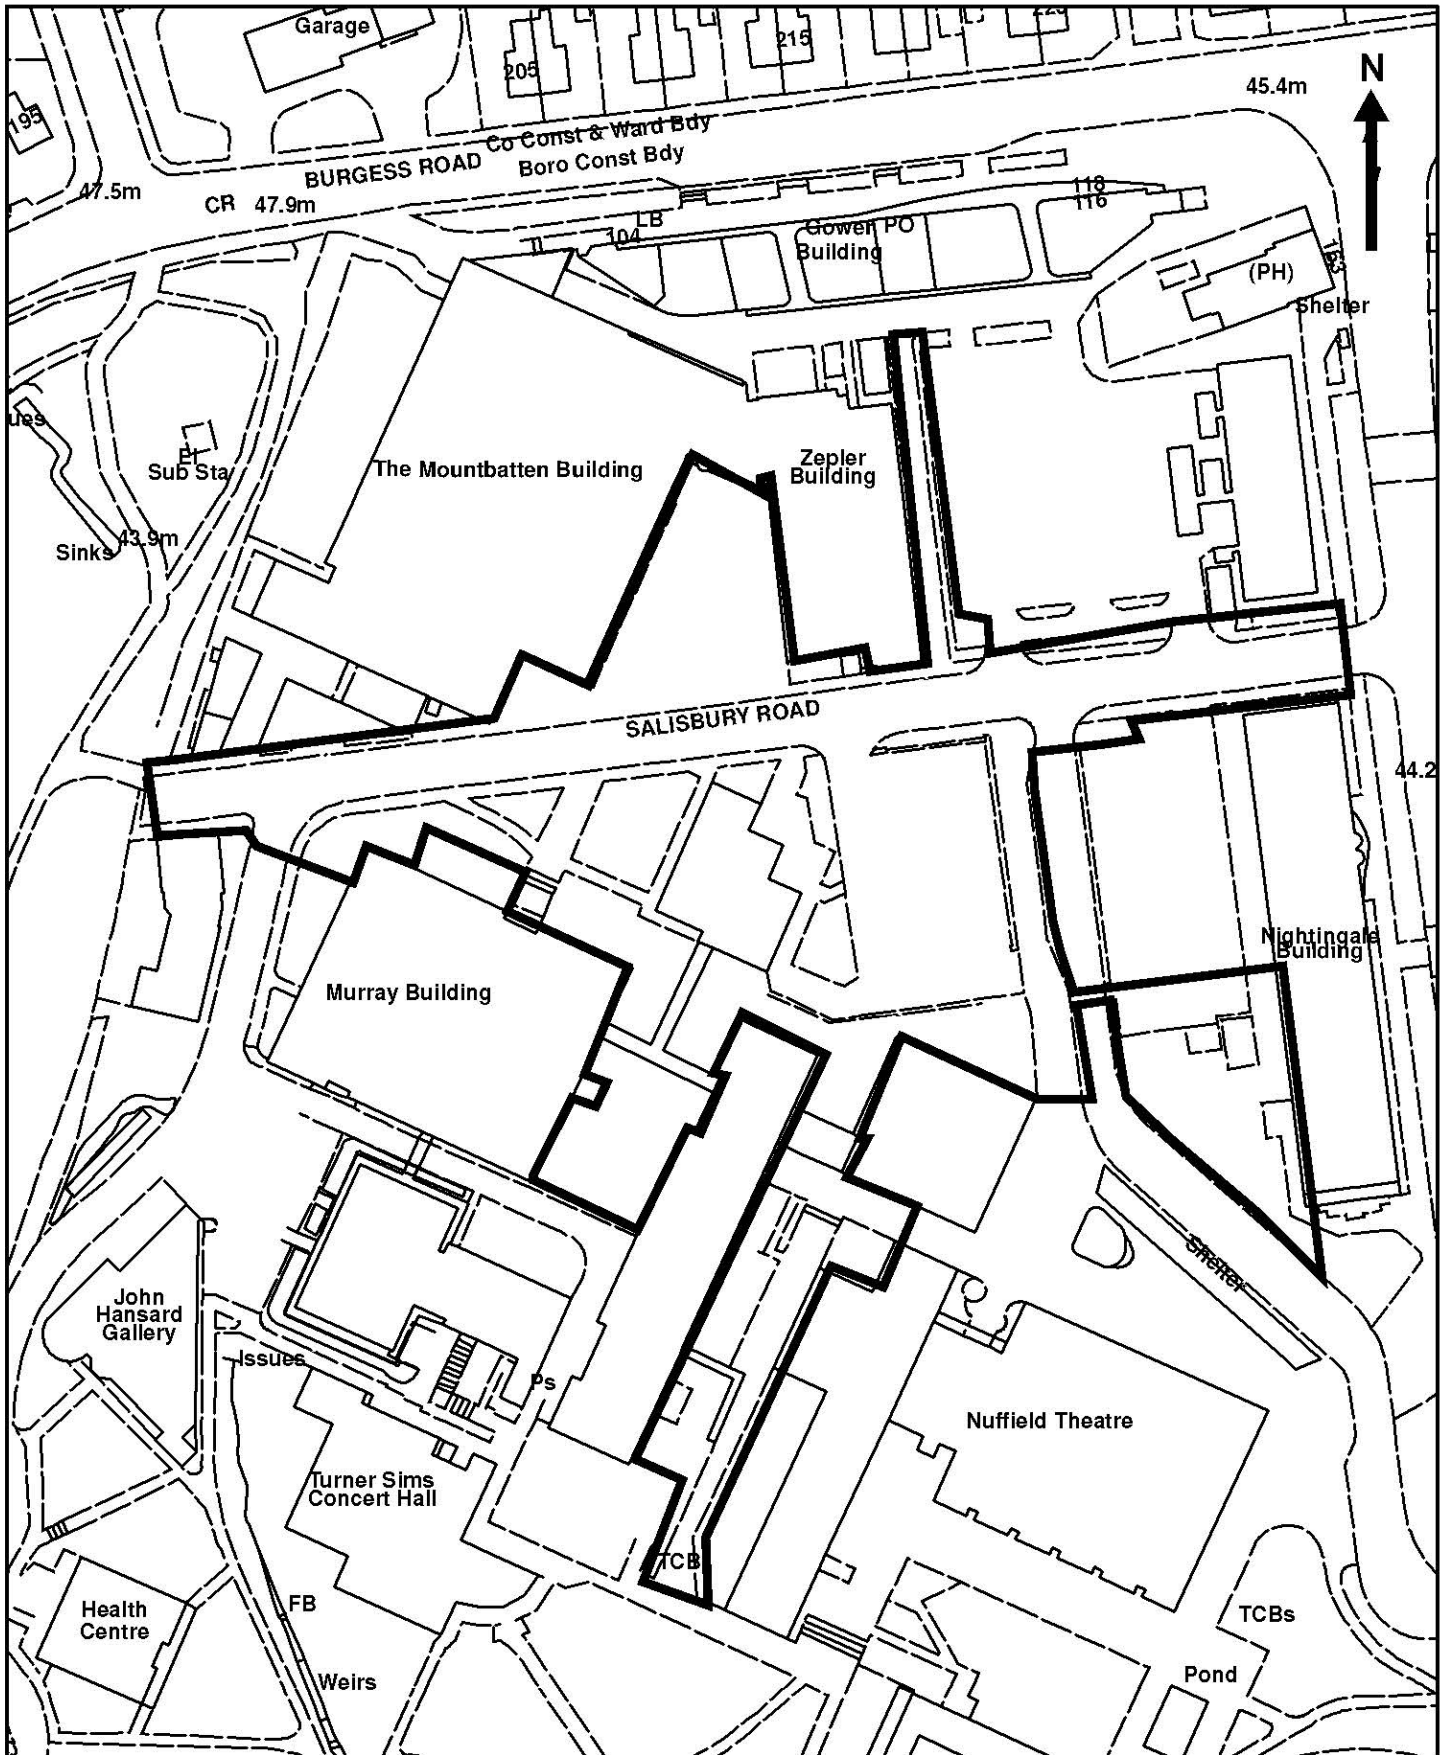 Garage
205
215
225
N
45.4m
195
Co Const & Ward Bdy
BURGESS ROAD
Boro Const Bdy
47.5m
CR 47.9m
118
116
LB
104
Gower PO
Building
163
(PH)
Shelter
ues
El
Sub Sta
The Mountbatten Building
Zepler
Building
Sinks
43.9m
SALISBURY ROAD
44.2
Nightingale
Building
Murray Building
Shelter
John
Hansard
Gallery
Issues
Ps
Nuffield Theatre
Turner Sims
Concert Hall
TCB
Health
Centre
FB
TCBs
Weirs
Pond